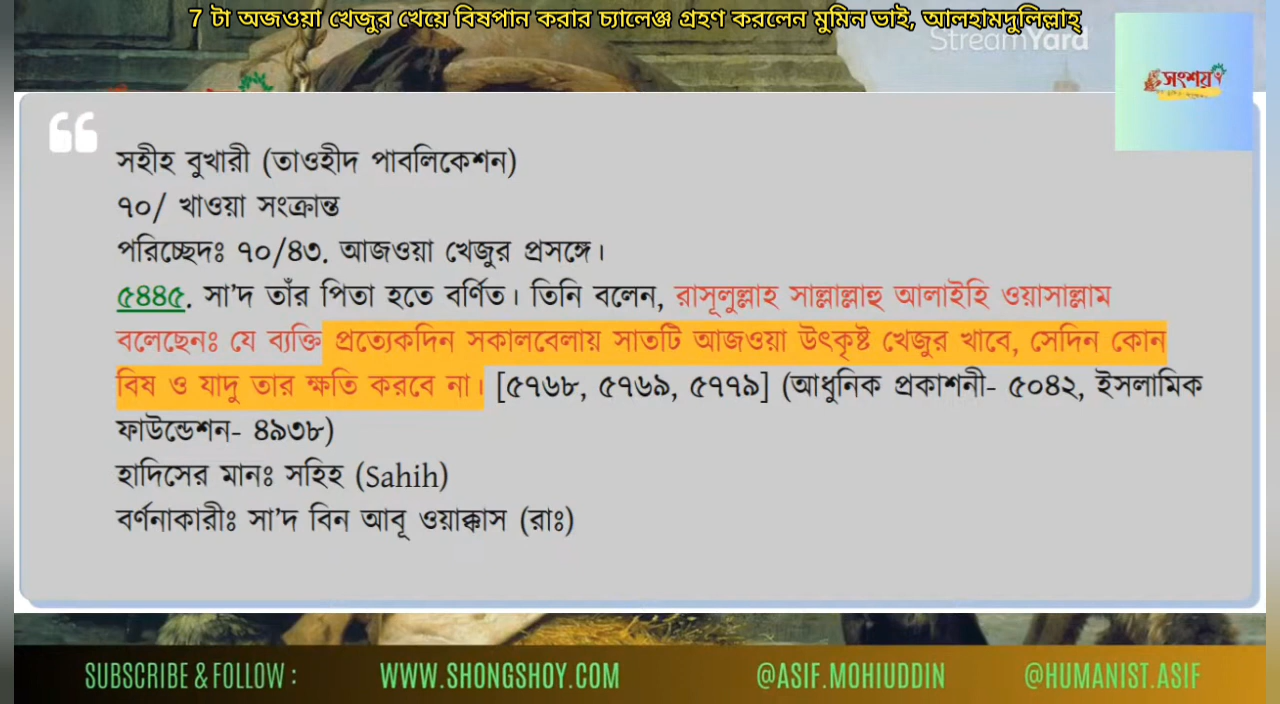 7 টা অজওয়া খেজুর খেয়ে বিষপান করার চ্যালেঞ্জ গ্রহণ করলেন মুমিন ভাই, আলহামদুলিল্লাহ্
StreamYard
সংশয়
সহীহ বুখারী (তাওহীদ পাবলিকেশন)
৭০/ খাওয়া সংক্রান্ত
পরিচ্ছেদঃ ৭০/৪৩. আজওয়া খেজুর প্রসঙ্গে।
৫৪৪৫. সা’দ তাঁর পিতা হতে বর্ণিত। তিনি বলেন, রাসূলুল্লাহ সাল্লাল্লাহু আলাইহি ওয়াসাল্লাম
বলেছেনঃ যে ব্যক্তি প্রত্যেকদিন সকালবেলায় সাতটি আজওয়া উৎকৃষ্ট খেজুর খাবে, সেদিন কোন
বিষ ও যাদু তার ক্ষতি করবে না। [৫৭৬৮, ৫৭৬৯, ৫৭৭৯] (আধুনিক প্রকাশনী- ৫০৪২, ইসলামিক
ফাউন্ডেশন- ৪৯৩৮)
হাদিসের মানঃ সহিহ (Sahih)
বর্ণনাকারীঃ সা’দ বিন আবূ ওয়াক্কাস (রাঃ)
SUBSCRIBE & FOLLOW : WWW.SHONGSHOY.COM @ASIF.MOHIUDDIN @HUMANIST.ASIF